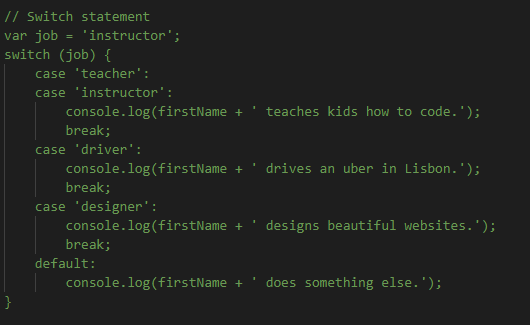 // Switch statement
var job = 'instructor';
switch (job) {
    case 'teacher':
    case 'instructor':
        console.log(firstName + ' teaches kids how to code.');
        break;
    case 'driver':
        console.log(firstName + ' drives an uber in Lisbon.');
        break;
    case 'designer':
        console.log(firstName + ' designs beautiful websites.');
        break;
    default:
        console.log(firstName + ' does something else.');
}